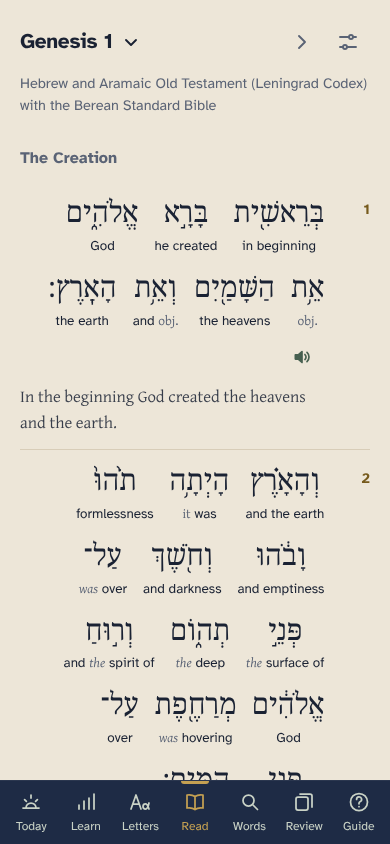 Genesis 1
Hebrew and Aramaic Old Testament (Leningrad Codex)
with the Berean Standard Bible
The Creation
1
בְּרֵאשִׁ֖ית בָּרָ֣א אֱלֹהִ֑ים
in beginning he created God
אֵ֥ת הַשָּׁמַ֖יִם וְאֵ֥ת הָאָֽרֶץ׃
obj. the heavens and obj. the earth
In the beginning God created the heavens
and the earth.
2
וְהָאָ֗רֶץ הָיְתָ֥ה תֹ֙הוּ֙
and the earth it was formlessness
וָבֹ֔הוּ וְחֹ֖שֶׁךְ עַל־
and emptiness and darkness was over
פְּנֵ֣י תְה֑וֹם וְר֣וּחַ
the surface of the deep and the spirit of
אֱלֹהִ֔ים מְרַחֶ֖פֶת עַל־
God was hovering over
Today Learn Letters Read Words Review Guide